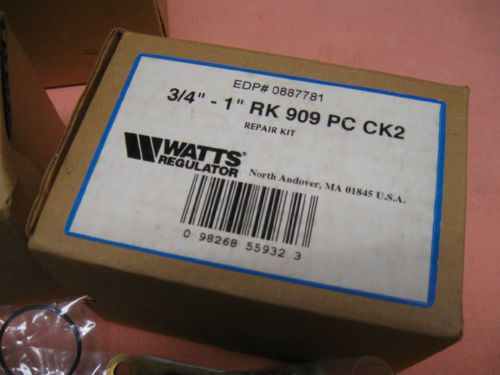 EDP# 0887781
3/4" - 1" RK 909 PC CK2
REPAIR KIT
WATTS®
REGULATOR
North Andover, MA 01845 U.S.A.
0 98268 55932 3